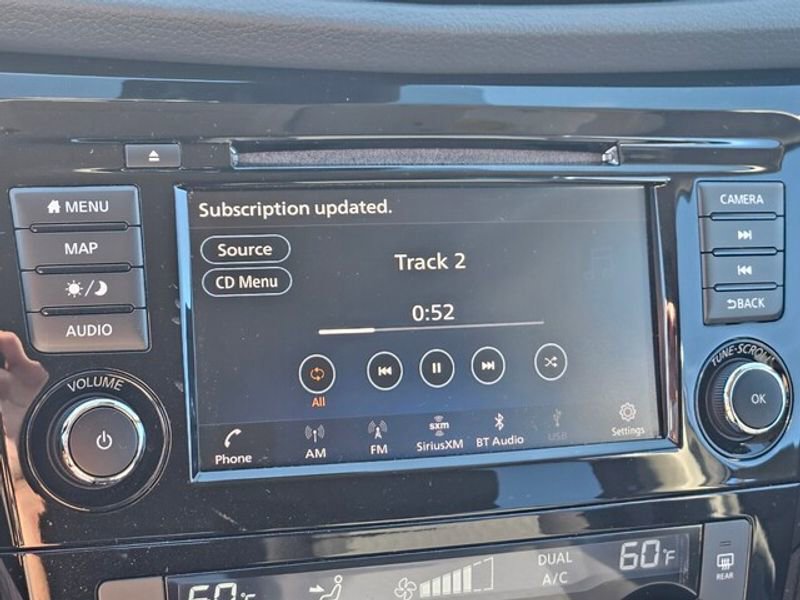 MENU
MAP
/
AUDIO
VOLUME
Subscription updated.
Source
CD Menu
Track 2
0:52
All
Phone
AM
FM
sxm
SiriusXM
BT Audio
USB
Settings
CAMERA
BACK
TUNE-SCROLL
OK
60°F
DUAL
A/C
60°F
REAR